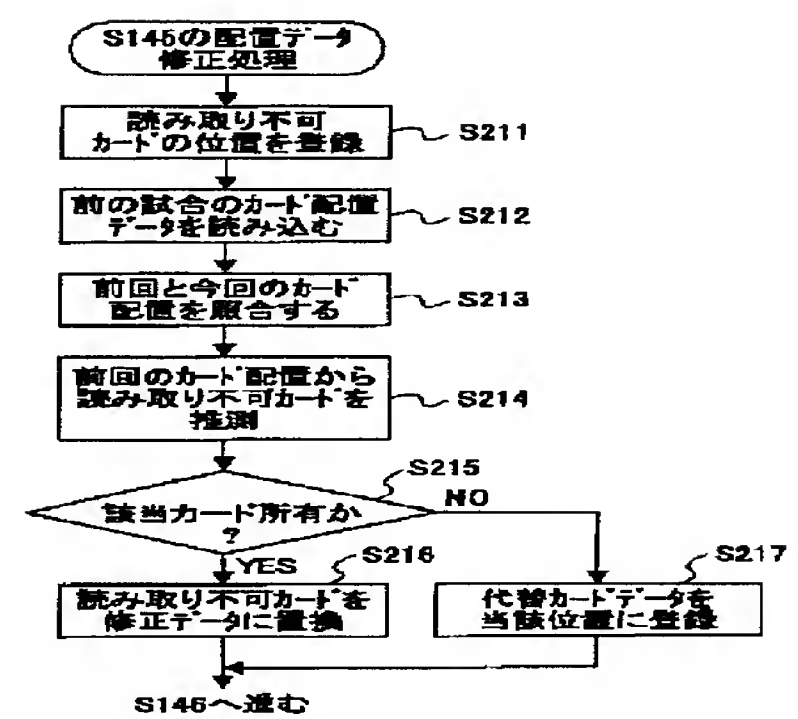 S145の配置データ
修正処理
読み取り不可
カードの位置を登録
S211
前の試合のカード配置
データを読み込む
S212
前回と今回のカード
配置を照合する
S213
前回のカード配置から
読み取り不可カードを
推測
S214
S215
該当カード所有か
?
NO
YES
S216
読み取り不可カードを
修正データに置換
S217
代替カードデータを
当該位置に登録
S146へ進む